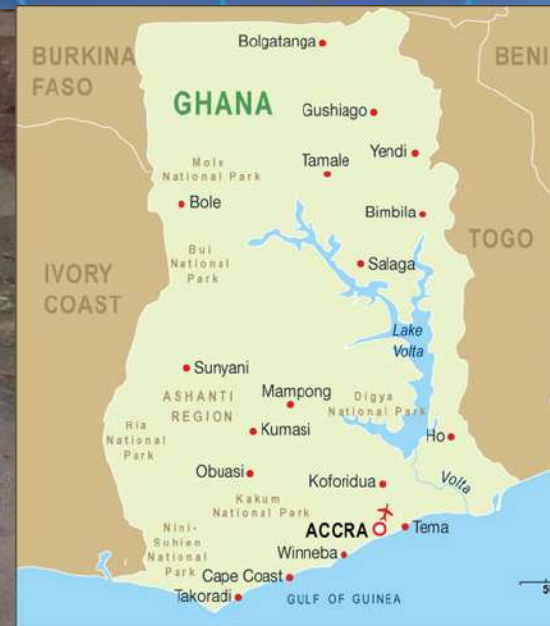 BURKINA
FASO
BENI
GHANA
Bolgatanga
Gushiago
Yendi
Tamale
Mole
National Park
Bole
Bimbila
Bui
National
Park
Salaga
TOGO
IVORY
COAST
Lake
Volta
Sunyani
ASHANTI
REGION
Mampong
Digya
National Park
Ria
National
Park
Kumasi
Ho
Obuasi
Koforidua
Volta
Kakum
National Park
Nini-
Suhien
National
Park
ACCRA
Tema
Winneba
Cape Coast
Takoradi
GULF OF GUINEA